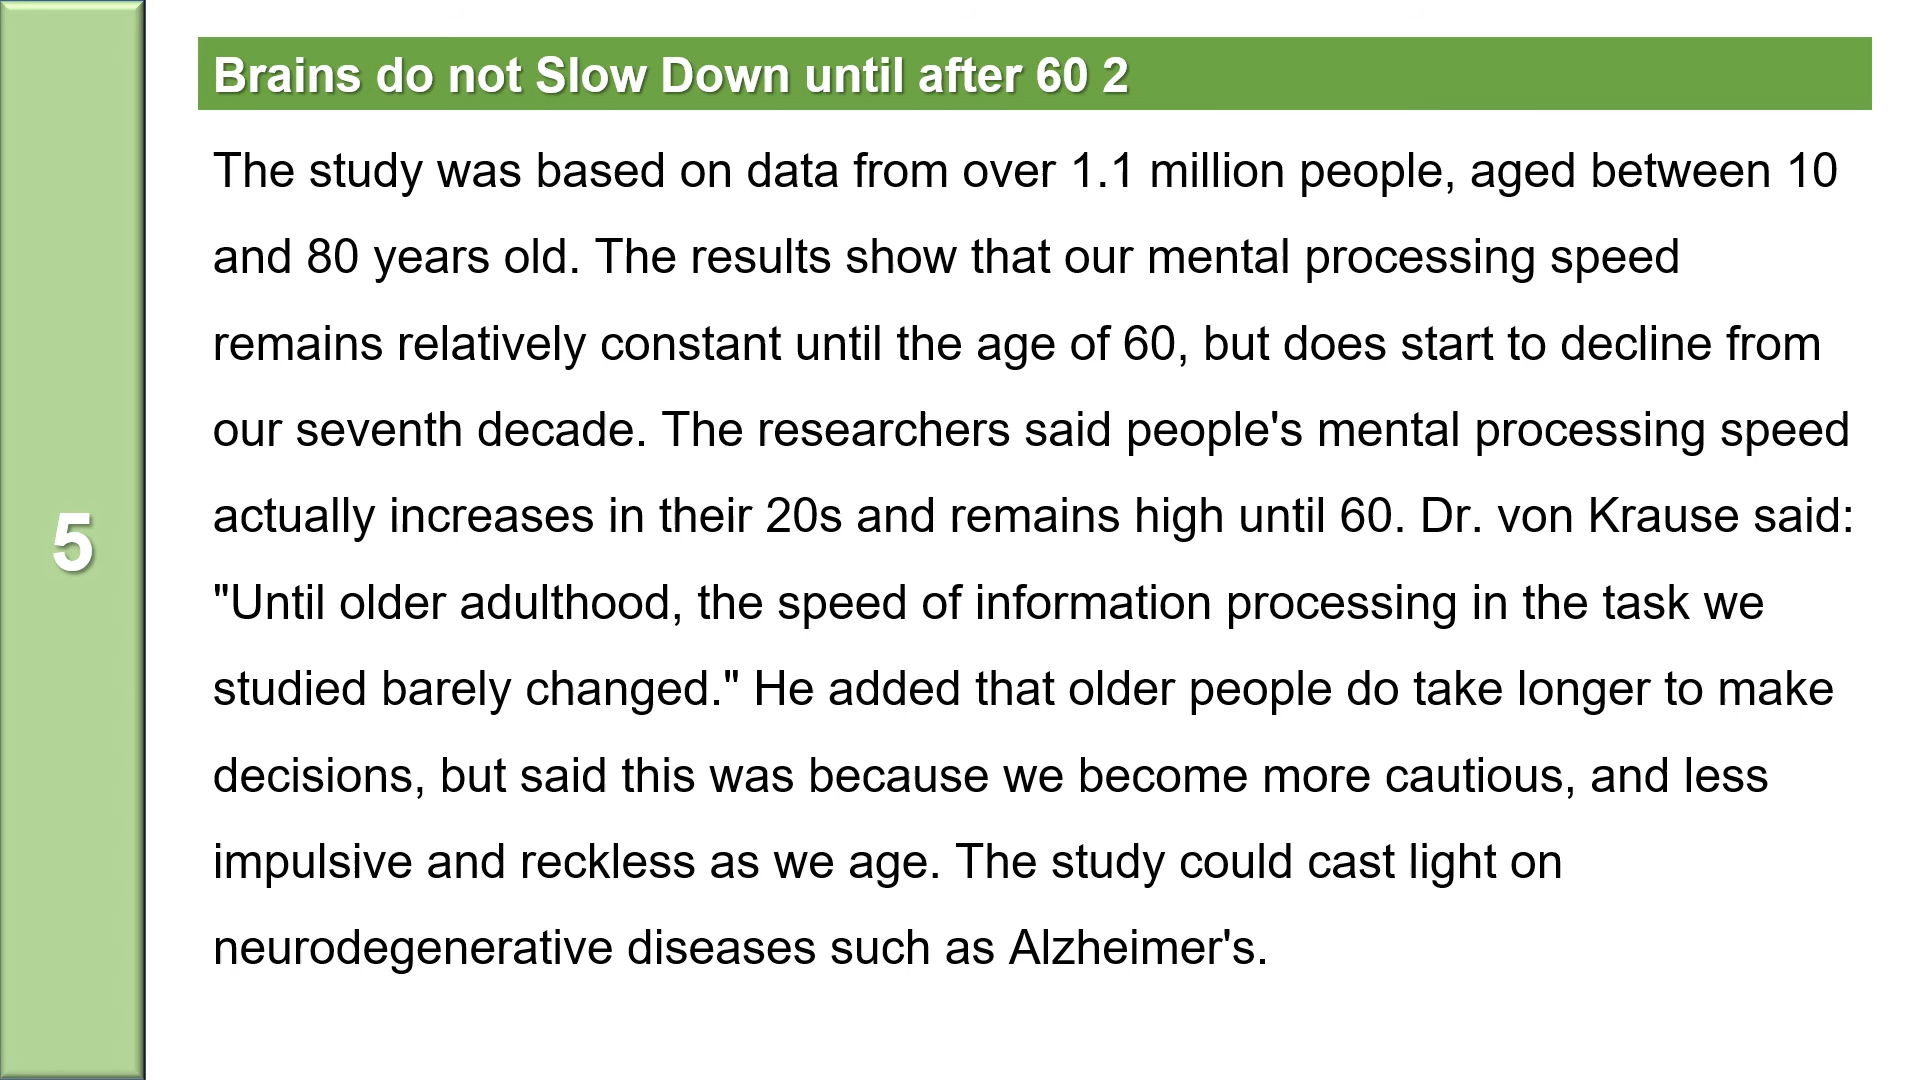 Brains do not Slow Down until after 60 2
The study was based on data from over 1.1 million people, aged between 10
and 80 years old. The results show that our mental processing speed
remains relatively constant until the age of 60, but does start to decline from
our seventh decade. The researchers said people's mental processing speed
actually increases in their 20s and remains high until 60. Dr. von Krause said:
"Until older adulthood, the speed of information processing in the task we
studied barely changed." He added that older people do take longer to make
decisions, but said this was because we become more cautious, and less
impulsive and reckless as we age. The study could cast light on
neurodegenerative diseases such as Alzheimer's.
5